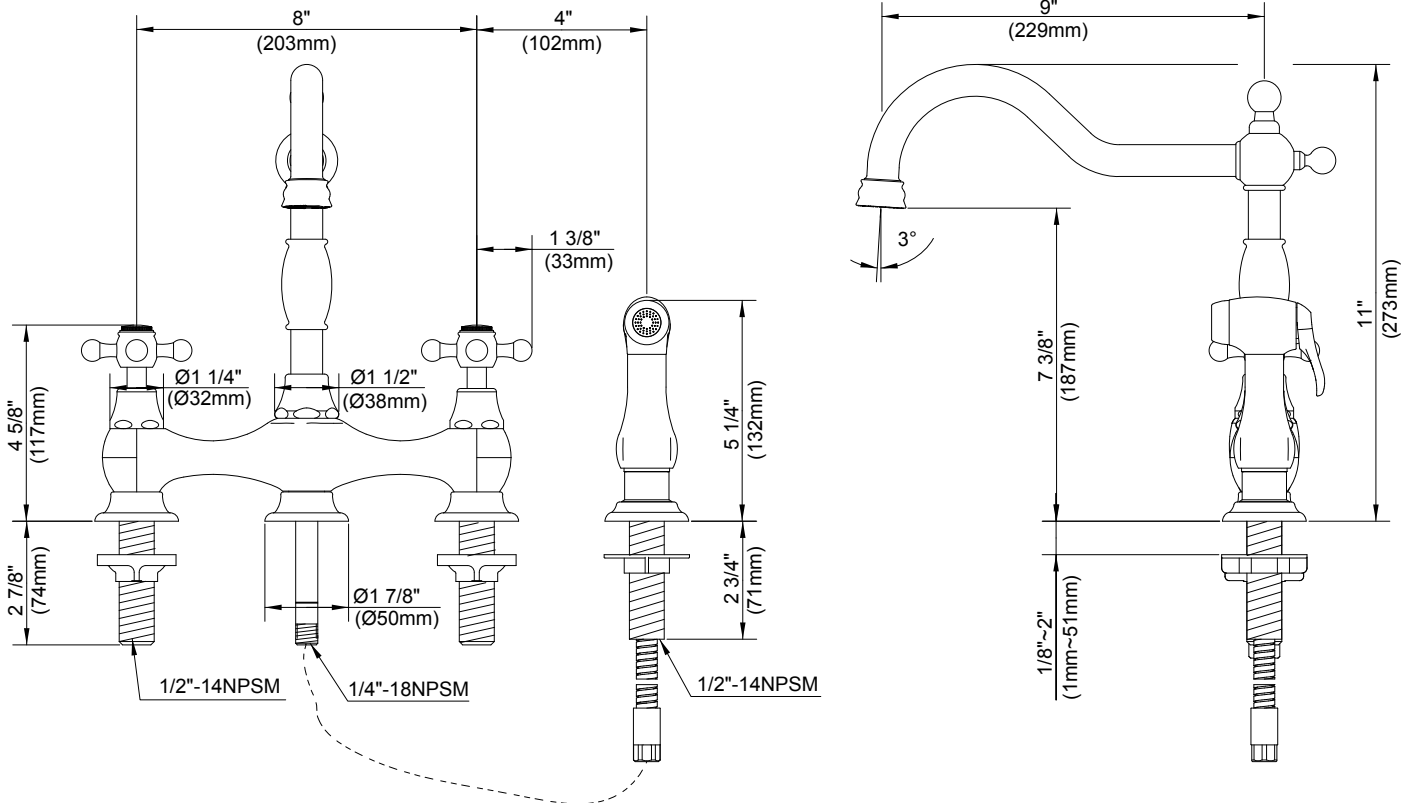 8"
(203mm)
4"
(102mm)
9"
(229mm)
1 3/8"
(33mm)
3°
11"
(273mm)
7 3/8"
(187mm)
4 5/8"
(117mm)
Ø1 1/4"
(Ø32mm)
Ø1 1/2"
(Ø38mm)
5 1/4"
(132mm)
2 7/8"
(74mm)
Ø1 7/8"
(Ø50mm)
2 3/4"
(71mm)
1/8"~2"
(1mm~51mm)
1/2"-14NPSM
1/4"-18NPSM
1/2"-14NPSM